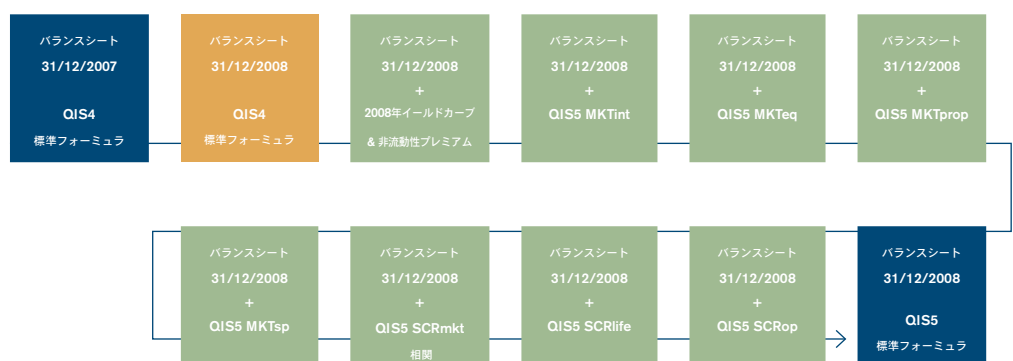 バランスシート
31/12/2007
QIS4
標準フォーミュラ
バランスシート
31/12/2008
QIS4
標準フォーミュラ
バランスシート
31/12/2008
+
2008年イールドカーブ
& 非流動性プレミアム
バランスシート
31/12/2008
+
QIS5 MKTint
バランスシート
31/12/2008
+
QIS5 MKTeq
バランスシート
31/12/2008
+
QIS5 MKTprop
バランスシート
31/12/2008
+
QIS5 MKTsp
バランスシート
31/12/2008
+
QIS5 SCRmkt
相関
バランスシート
31/12/2008
+
QIS5 SCRlife
バランスシート
31/12/2008
+
QIS5 SCRop
バランスシート
31/12/2008
QIS5
標準フォーミュラ